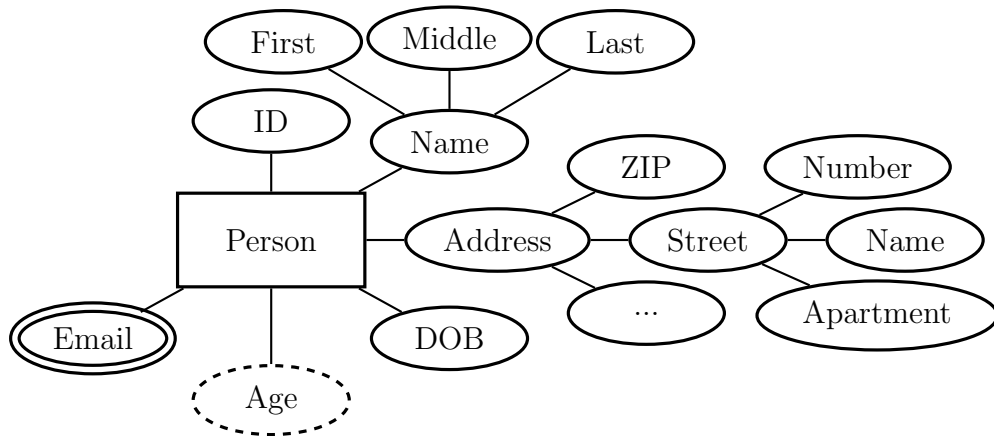 First
Middle
Last
ID
Name
ZIP
Number
Person
Address
Street
Name
...
Apartment
Email
DOB
Age